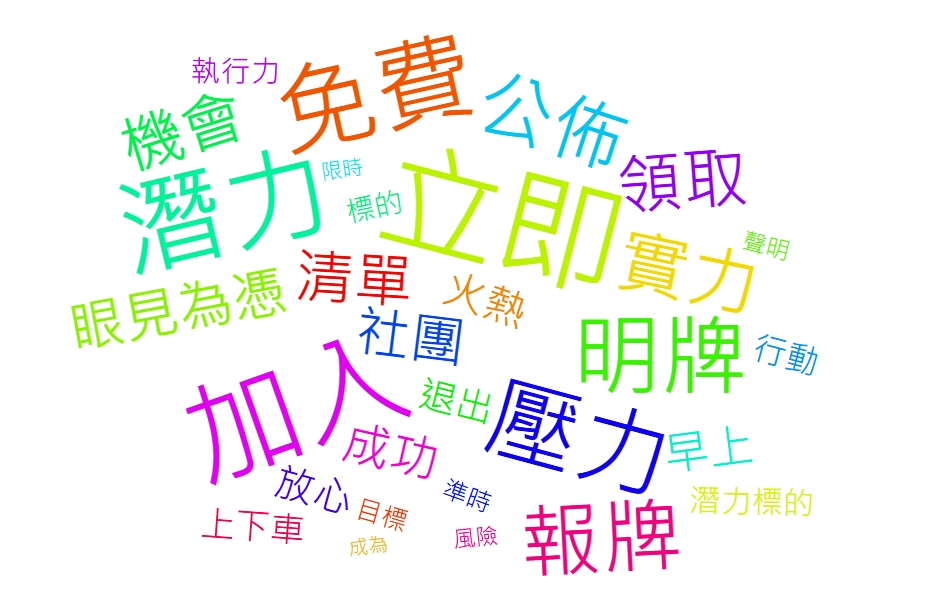 執行力
免費
機會
公佈
潛力
限時
立即
領取
標的
聲明
實力
眼見為憑
清單
火熱
社團
明牌
行動
加入
退出
壓力
成功
早上
放心
準時
潛力標的
上下車
目標
報牌
風險
成為